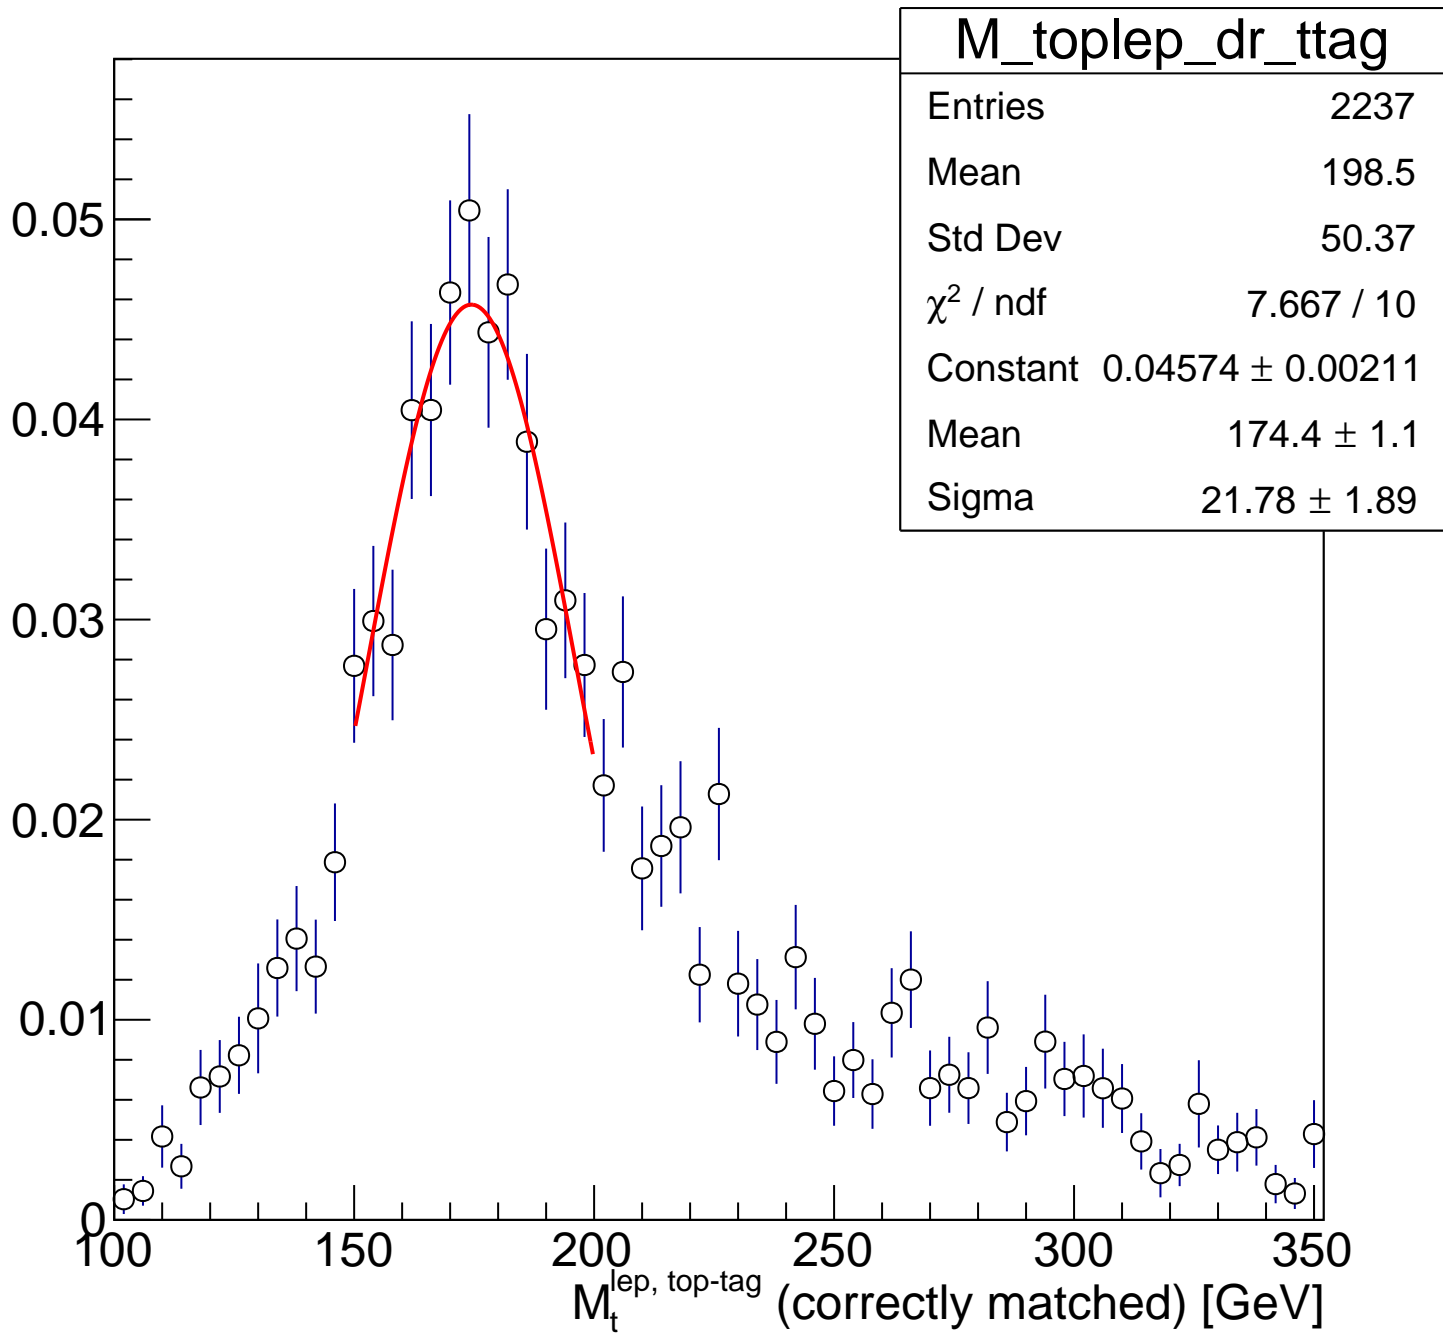 M_toplep_dr_ttag
Entries 2237
Mean 198.5
Std Dev 50.37
χ² / ndf 7.667 / 10
Constant 0.04574 ± 0.00211
Mean 174.4 ± 1.1
Sigma 21.78 ± 1.89
0.05
0.04
0.03
0.02
0.01
0
100 150 200 250 300 350
M_t^{lep, top-tag} (correctly matched) [GeV]